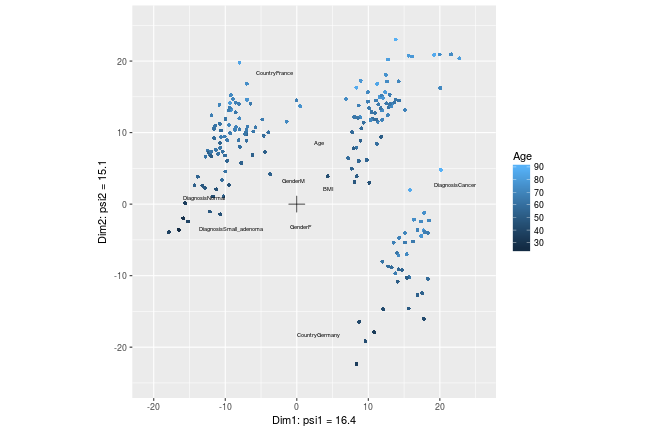 20
10
0
-10
-20
-20
-10
0
10
20
Dim2: psi2 = 15.1
Dim1: psi1 = 16.4
CountryFrance
Age
GenderM
BMI
DiagnosisCancer
DiagnosisNormal
DiagnosisSmall_adenoma
GenderF
CountryGermany
Age
90
80
70
60
50
40
30